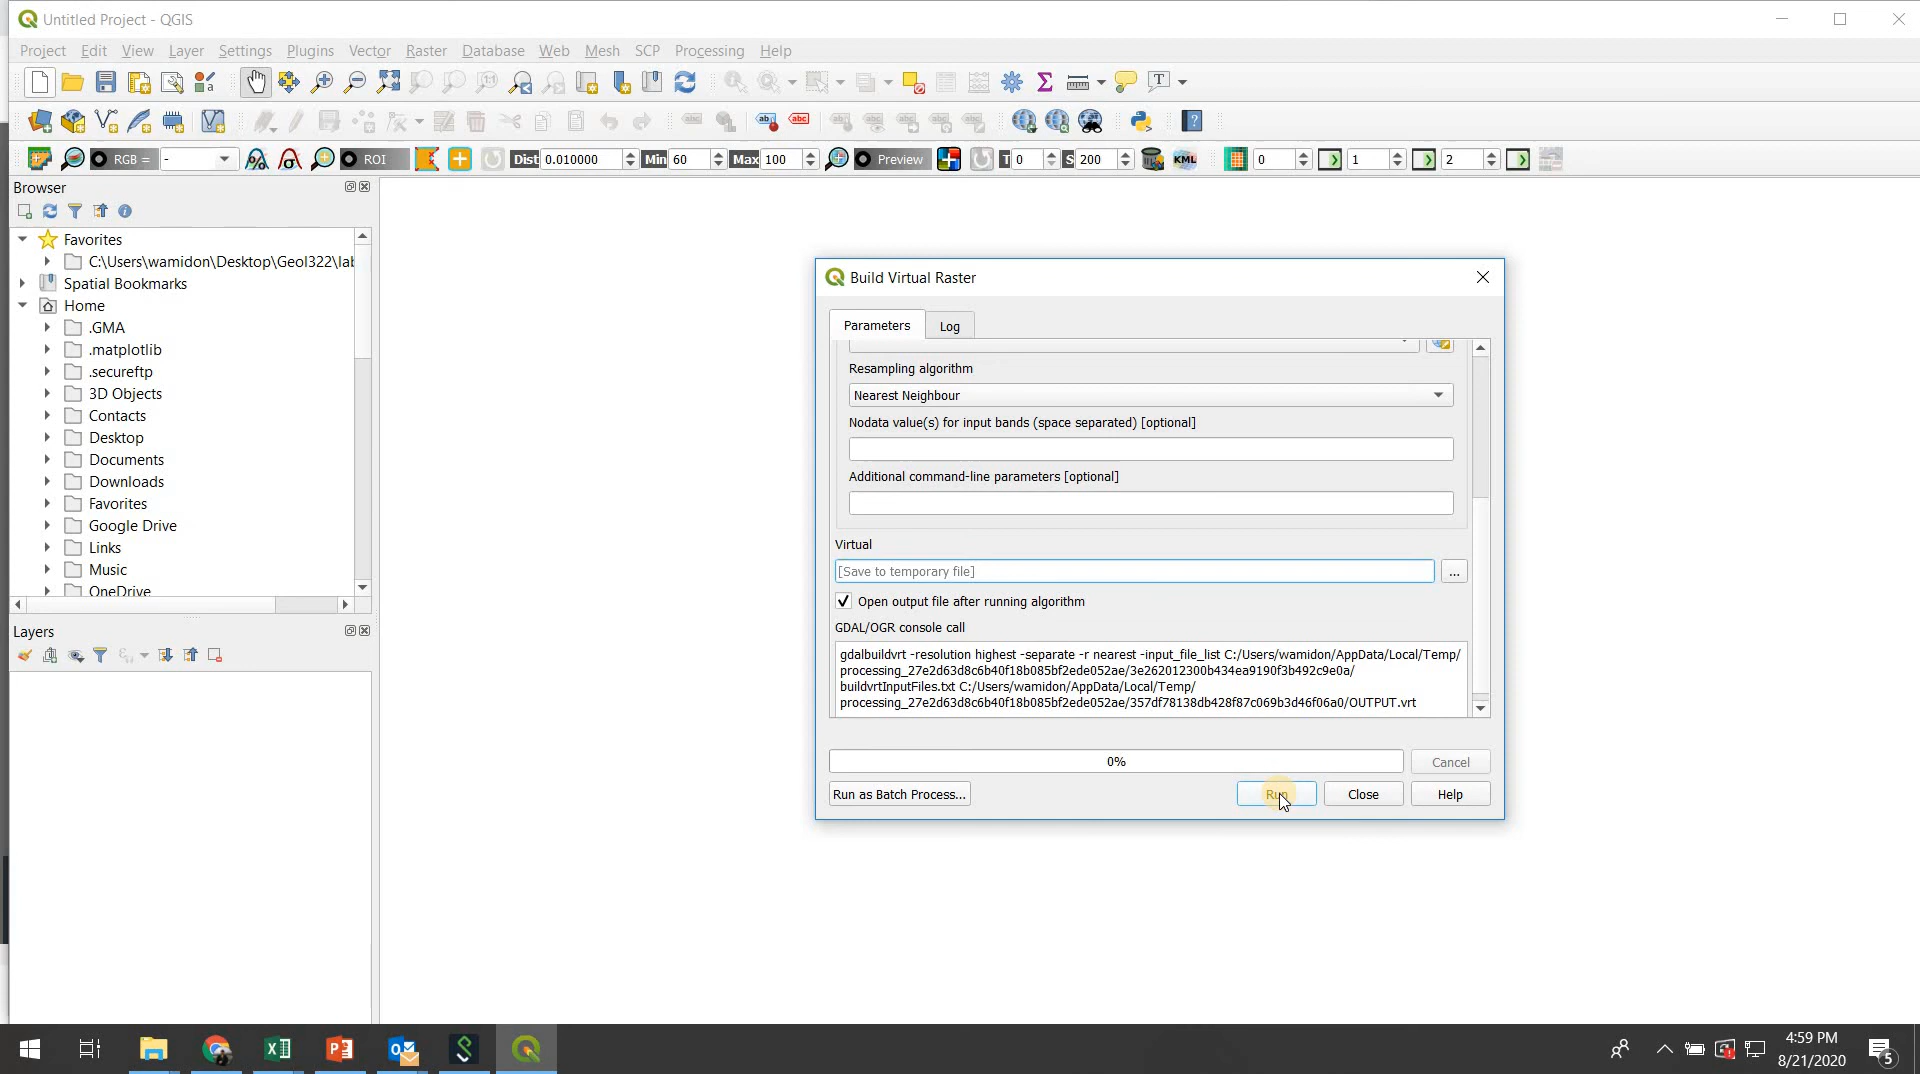 Untitled Project - QGIS
Project Edit View Layer Settings Plugins Vector Raster Database Web Mesh SCP Processing Help
RGB = - ROI Dist 0.010000 Min 60 Max 100 Preview T 0 S 200 KML 0 1 2
Browser
Favorites
C:\Users\wamidon\Desktop\Geol322\lab
Spatial Bookmarks
Home
.GMA
.matplotlib
.secureftp
3D Objects
Contacts
Desktop
Documents
Downloads
Favorites
Google Drive
Links
Music
OneDrive
Layers
Build Virtual Raster
Parameters Log
Resampling algorithm
Nearest Neighbour
Nodata value(s) for input bands (space separated) [optional]
Additional command-line parameters [optional]
Virtual
[Save to temporary file]
...
Open output file after running algorithm
GDAL/OGR console call
gdalbuildvrt -resolution highest -separate -r nearest -input_file_list C:/Users/wamidon/AppData/Local/Temp/
processing_27e2d63d8c6b40f18b085bf2ede052ae/3e262012300b434ea9190f3b492c9e0a/
buildvrtInputFiles.txt C:/Users/wamidon/AppData/Local/Temp/
processing_27e2d63d8c6b40f18b085bf2ede052ae/357df78138db428f87c069b3d46f06a0/OUTPUT.vrt
0%
Cancel
Run as Batch Process...
Run
Close
Help
4:59 PM
8/21/2020
5